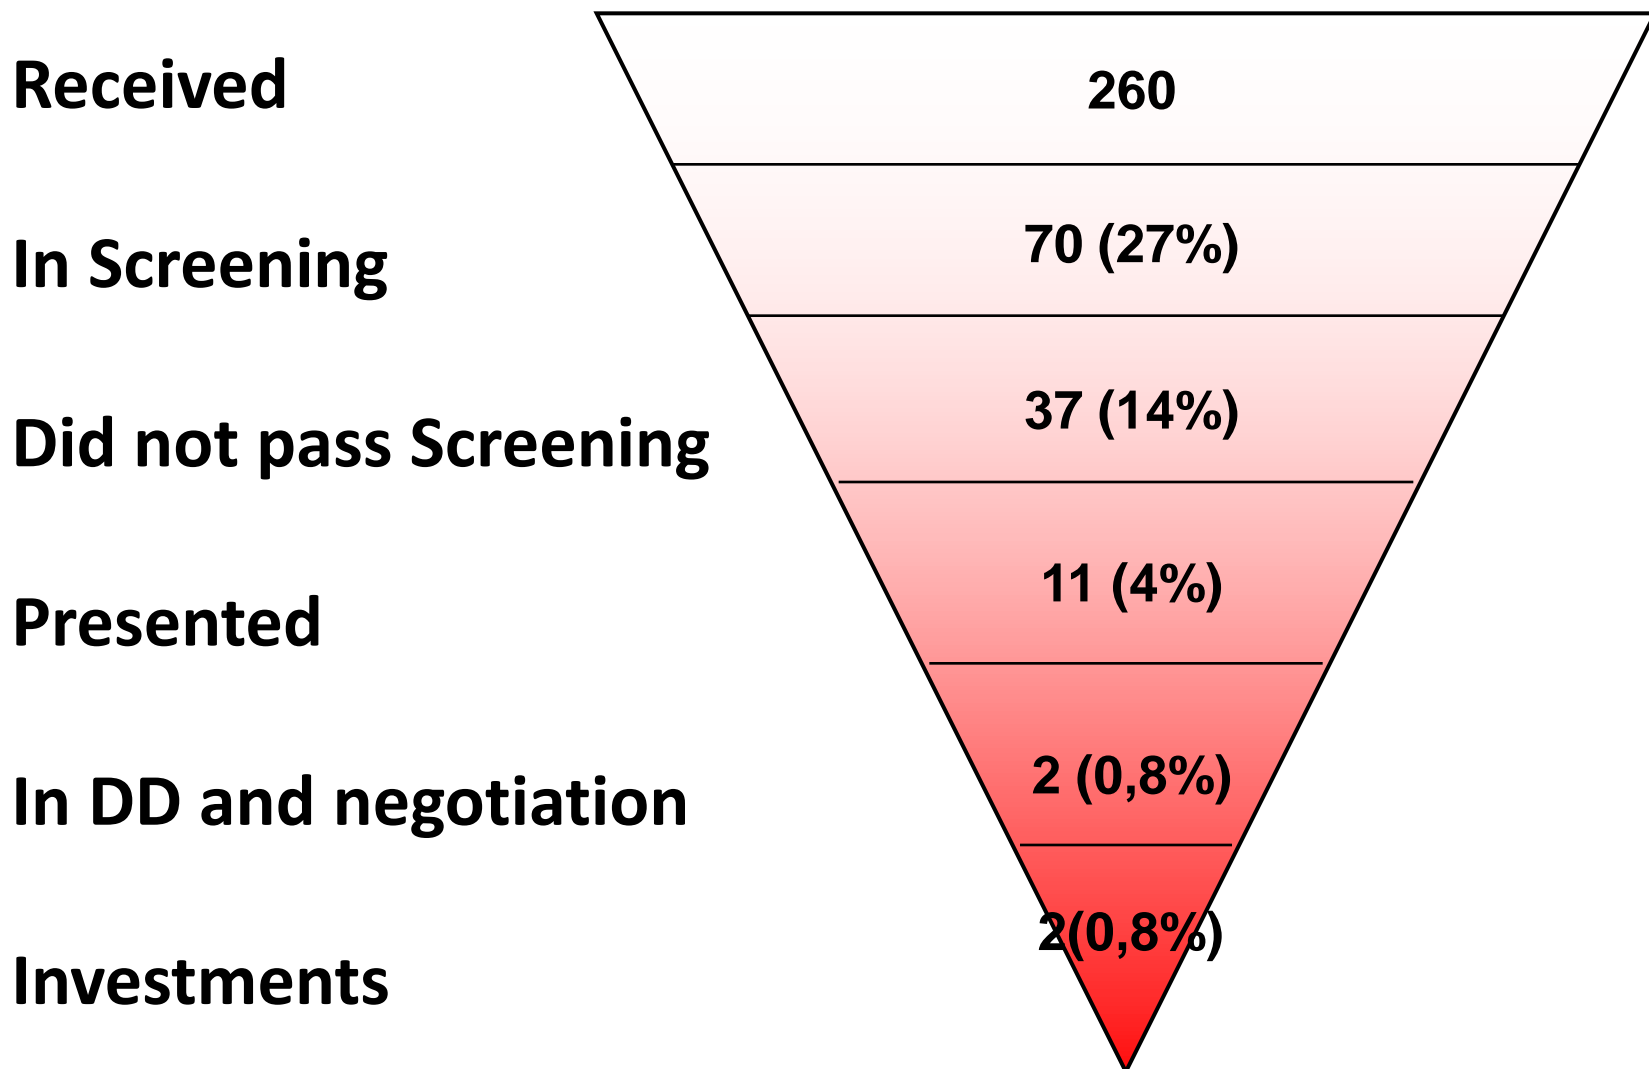 Received
260
In Screening
70 (27%)
Did not pass Screening
37 (14%)
Presented
11 (4%)
In DD and negotiation
2 (0,8%)
Investments
2(0,8%)